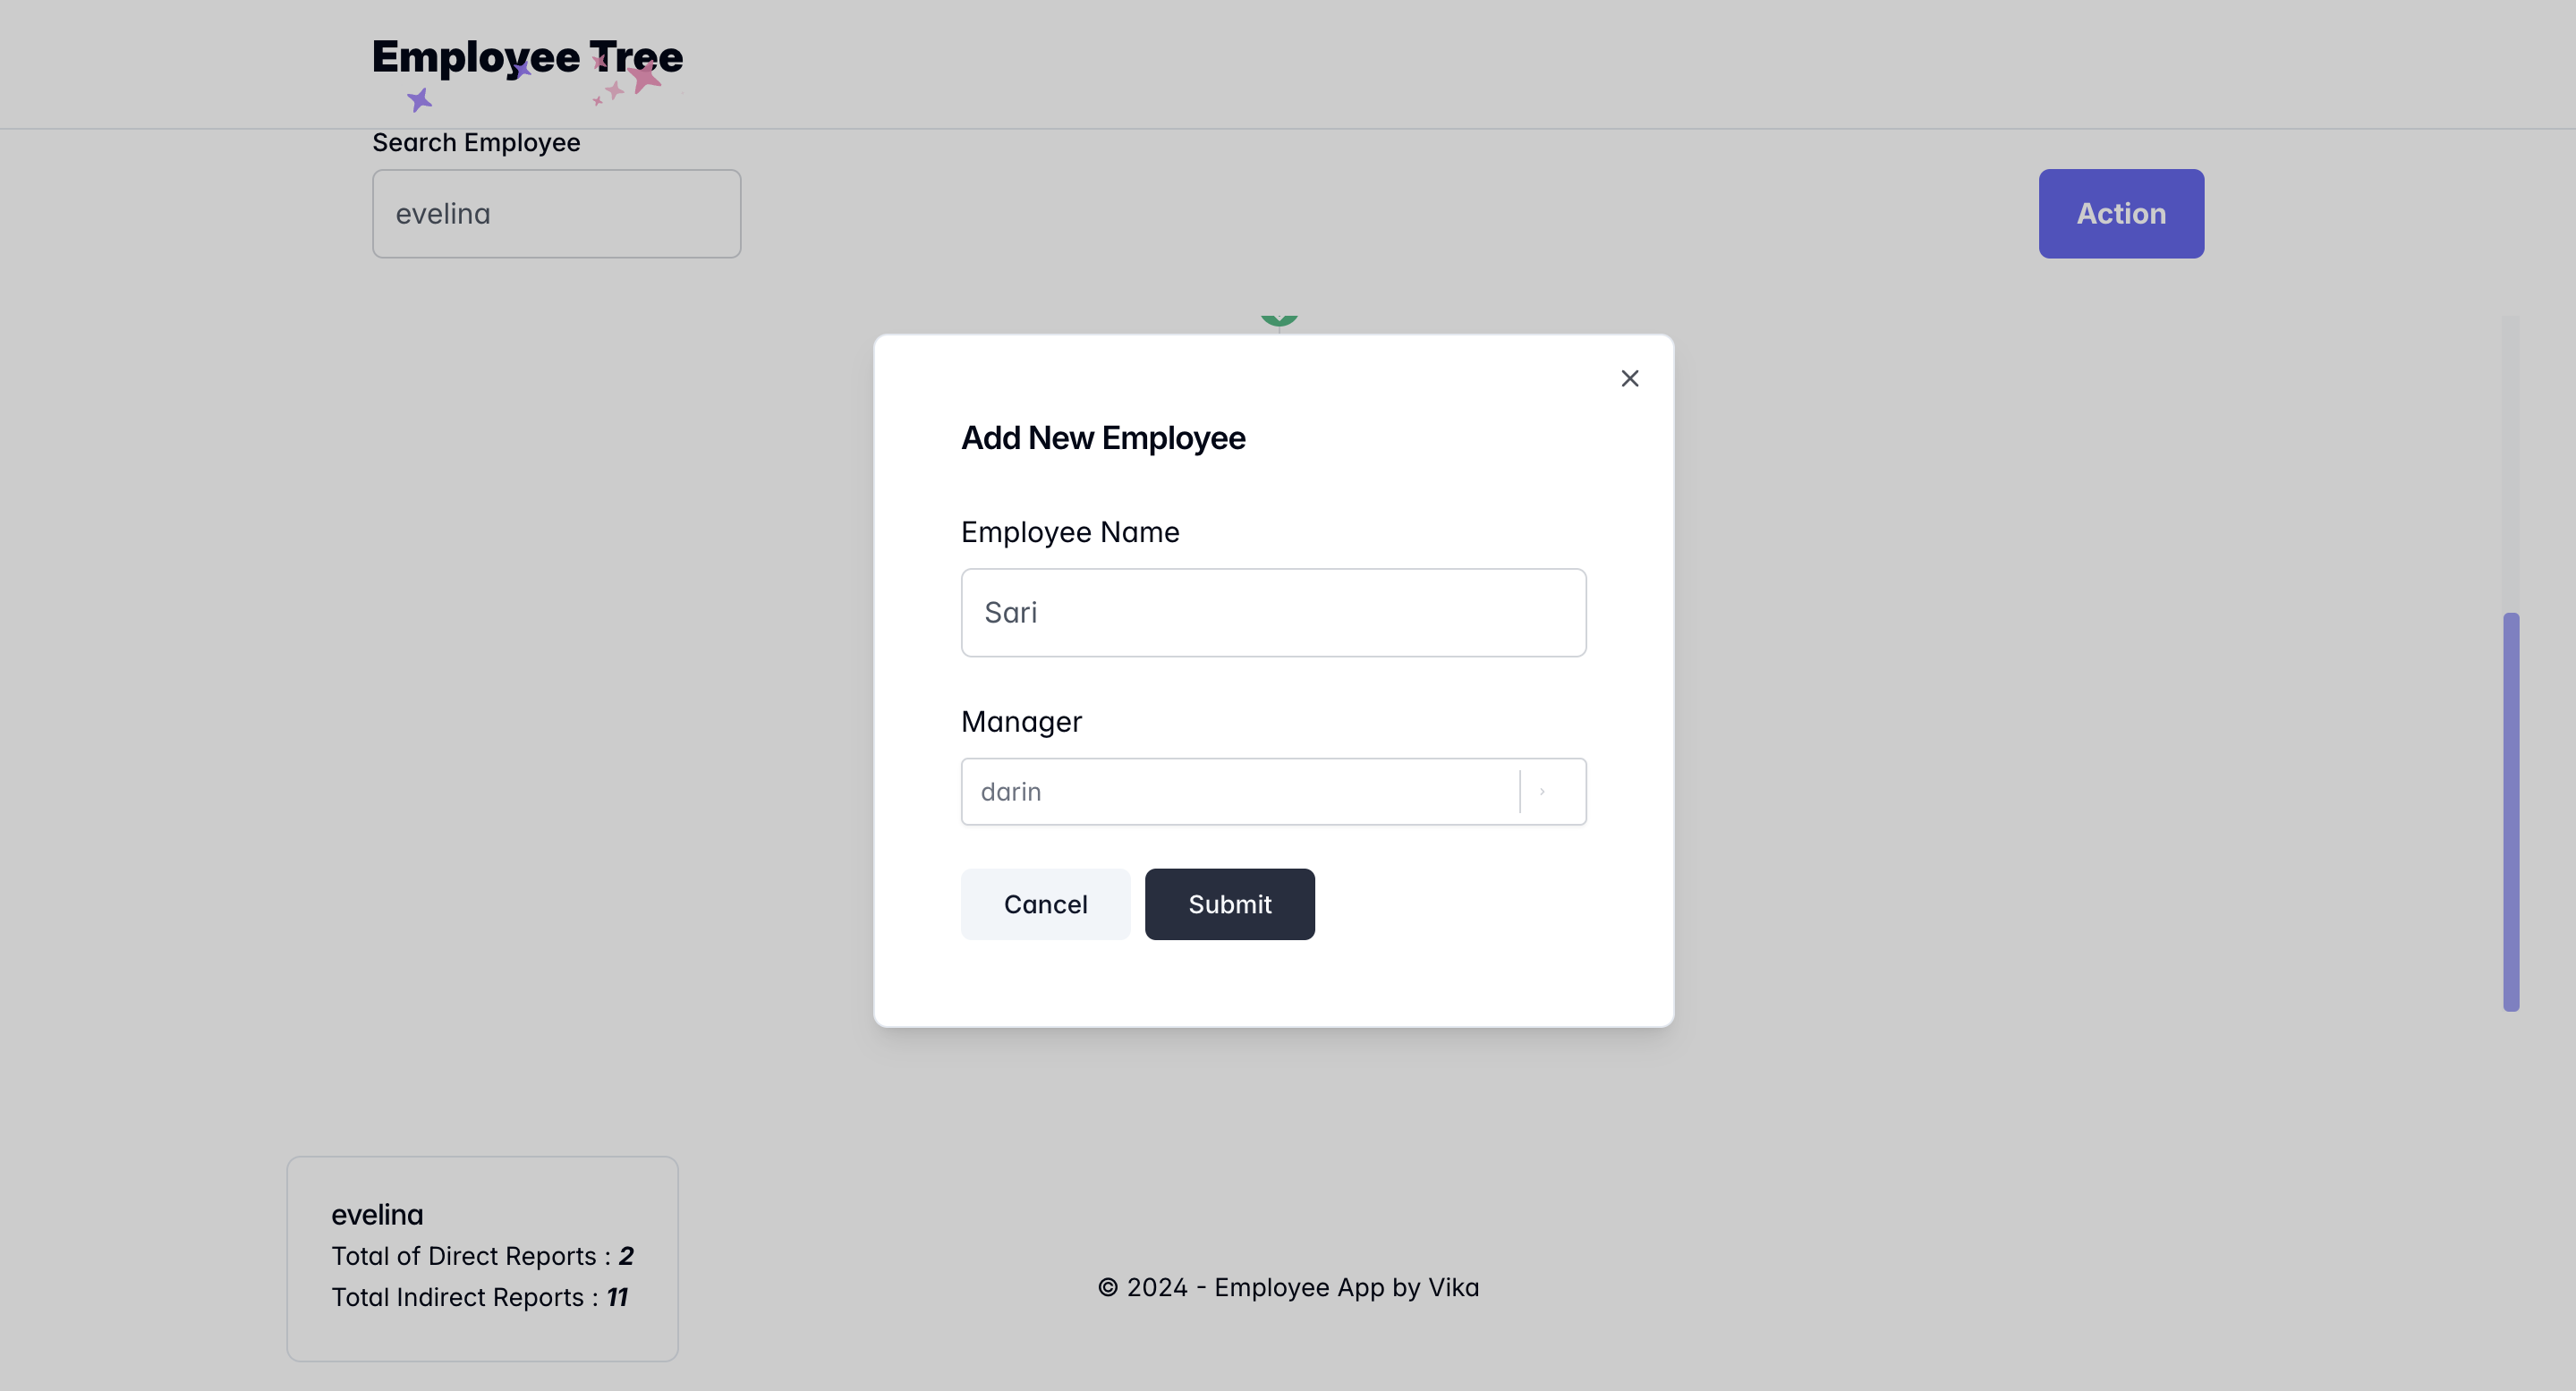 Employee Tree
Search Employee
evelina
Action
Add New Employee
Employee Name
Sari
Manager
darin
Cancel
Submit
evelina
Total of Direct Reports : 2
Total Indirect Reports : 11
© 2024 - Employee App by Vika